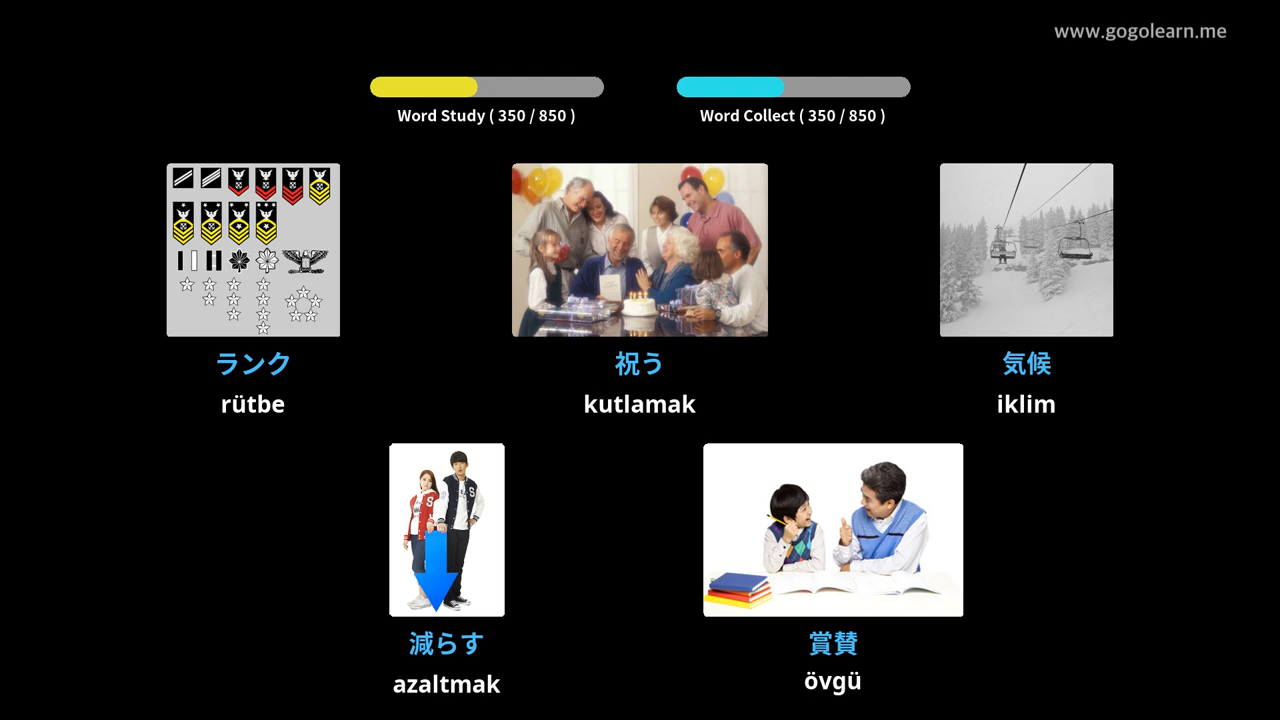 www.gogolearn.me
Word Study ( 350 / 850 )
Word Collect ( 350 / 850 )
ランク
rütbe
祝う
kutlamak
気候
iklim
減らす
azaltmak
賞賛
övgü